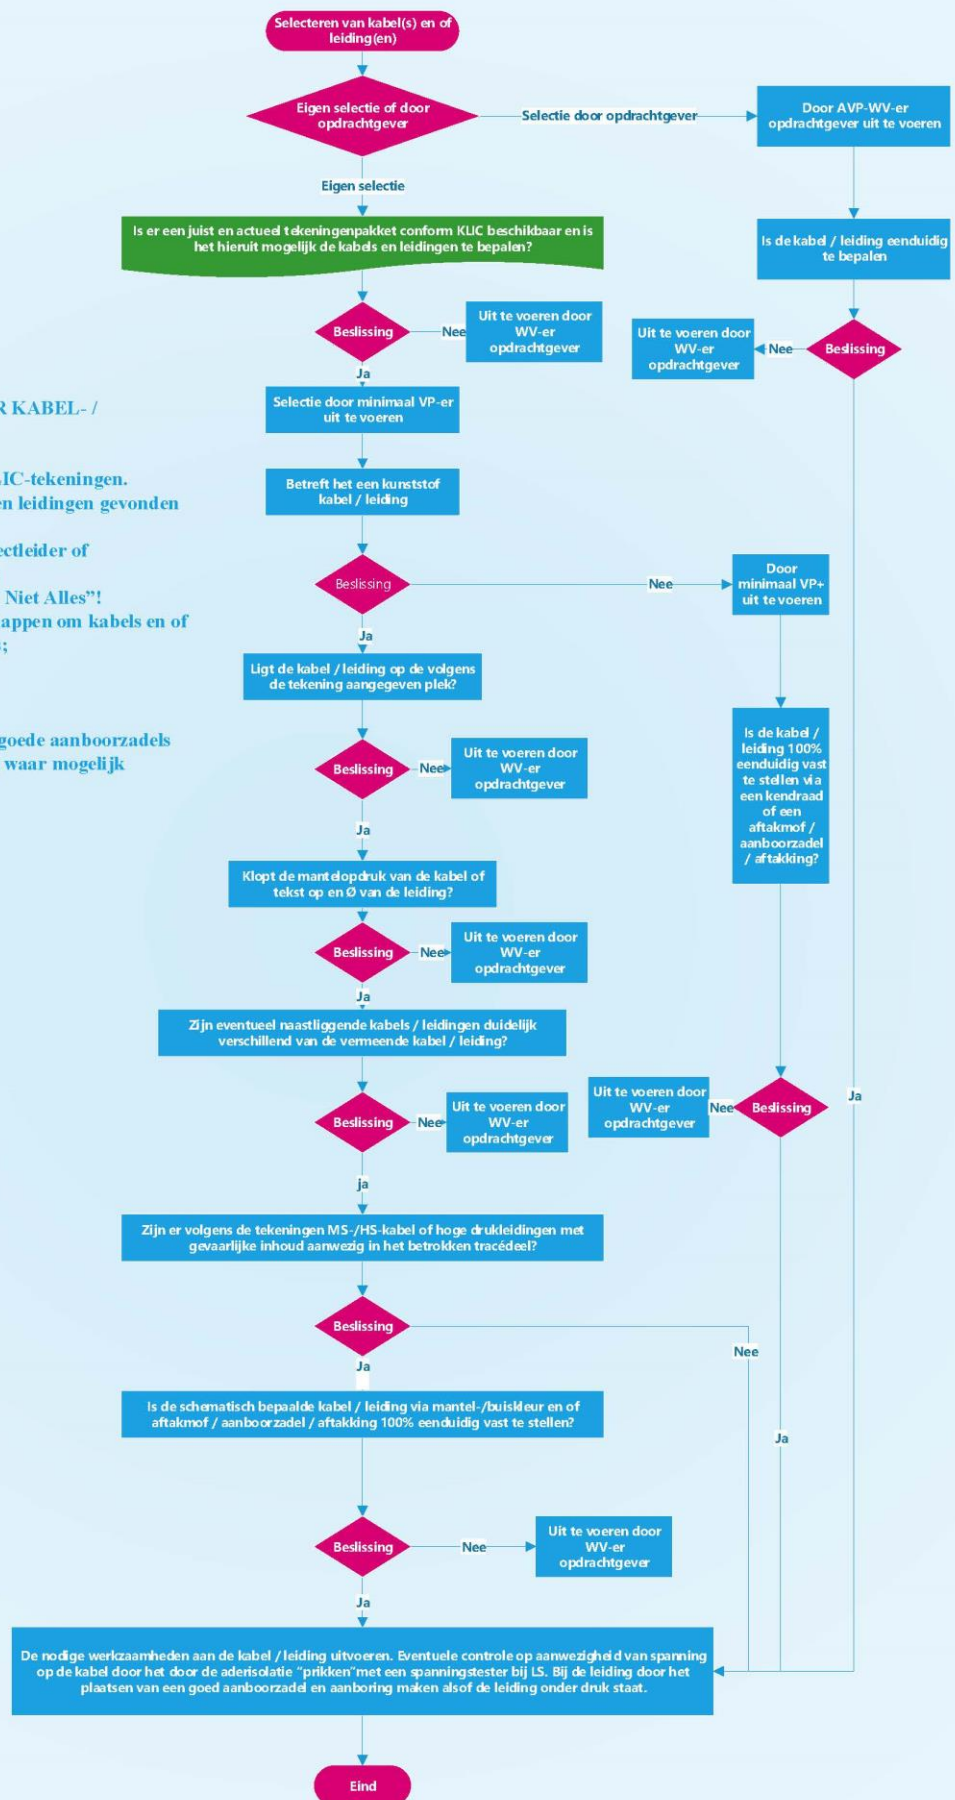 Selecteren van kabel(s) en of
leiding(en)
Eigen selectie of door
opdrachtgever
Selectie door opdrachtgever
Door AVP-WV-er
opdrachtgever uit te voeren
Eigen selectie
Is er een juist en actueel tekeningenpakket conform KLIC beschikbaar en is
het hieruit mogelijk de kabels en leidingen te bepalen?
Is de kabel / leiding eenduidig
te bepalen
Beslissing
Nee
Uit te voeren door
WV-er
opdrachtgever
Uit te voeren door
WV-er
opdrachtgever
Nee
Beslissing
Ja
Selectie door minimaal VP-er
uit te voeren
R KABEL- /
LIC-tekeningen.
en leidingen gevonden
ectleider of
Niet Alles”!
appen om kabels en of
s;
goede aanboorzadels
waar mogelijk
Betreft het een kunststof
kabel / leiding
Beslissing
Nee
Door
minimaal VP+
uit te voeren
Ja
Ligt de kabel / leiding op de volgens
de tekening aangegeven plek?
Is de kabel /
leiding 100%
eenduidig vast
te stellen via
een kendraad
of een
aftakmof /
aanboorzadel
/ aftakking?
Beslissing
Nee
Uit te voeren door
WV-er
opdrachtgever
Ja
Klopt de mantelopdruk van de kabel of
tekst op en Ø van de leiding?
Beslissing
Nee
Uit te voeren door
WV-er
opdrachtgever
Ja
Zijn eventueel naastliggende kabels / leidingen duidelijk
verschillend van de vermeende kabel / leiding?
Beslissing
Nee
Uit te voeren door
WV-er
opdrachtgever
Uit te voeren door
WV-er
opdrachtgever
Nee
Beslissing
Ja
ja
Zijn er volgens de tekeningen MS-/HS-kabel of hoge drukleidingen met
gevaarlijke inhoud aanwezig in het betrokken tracédeel?
Beslissing
Nee
Ja
Is de schematisch bepaalde kabel / leiding via mantel-/buiskleur en of
aftakmof / aanboorzadel / aftakking 100% eenduidig vast te stellen?
Ja
Beslissing
Nee
Uit te voeren door
WV-er
opdrachtgever
Ja
De nodige werkzaamheden aan de kabel / leiding uitvoeren. Eventuele controle op aanwezigheid van spanning
op de kabel door het door de aderisolatie “prikken”met een spanningstester bij LS. Bij de leiding door het
plaatsen van een goed aanboorzadel en aanboring maken alsof de leiding onder druk staat.
Eind